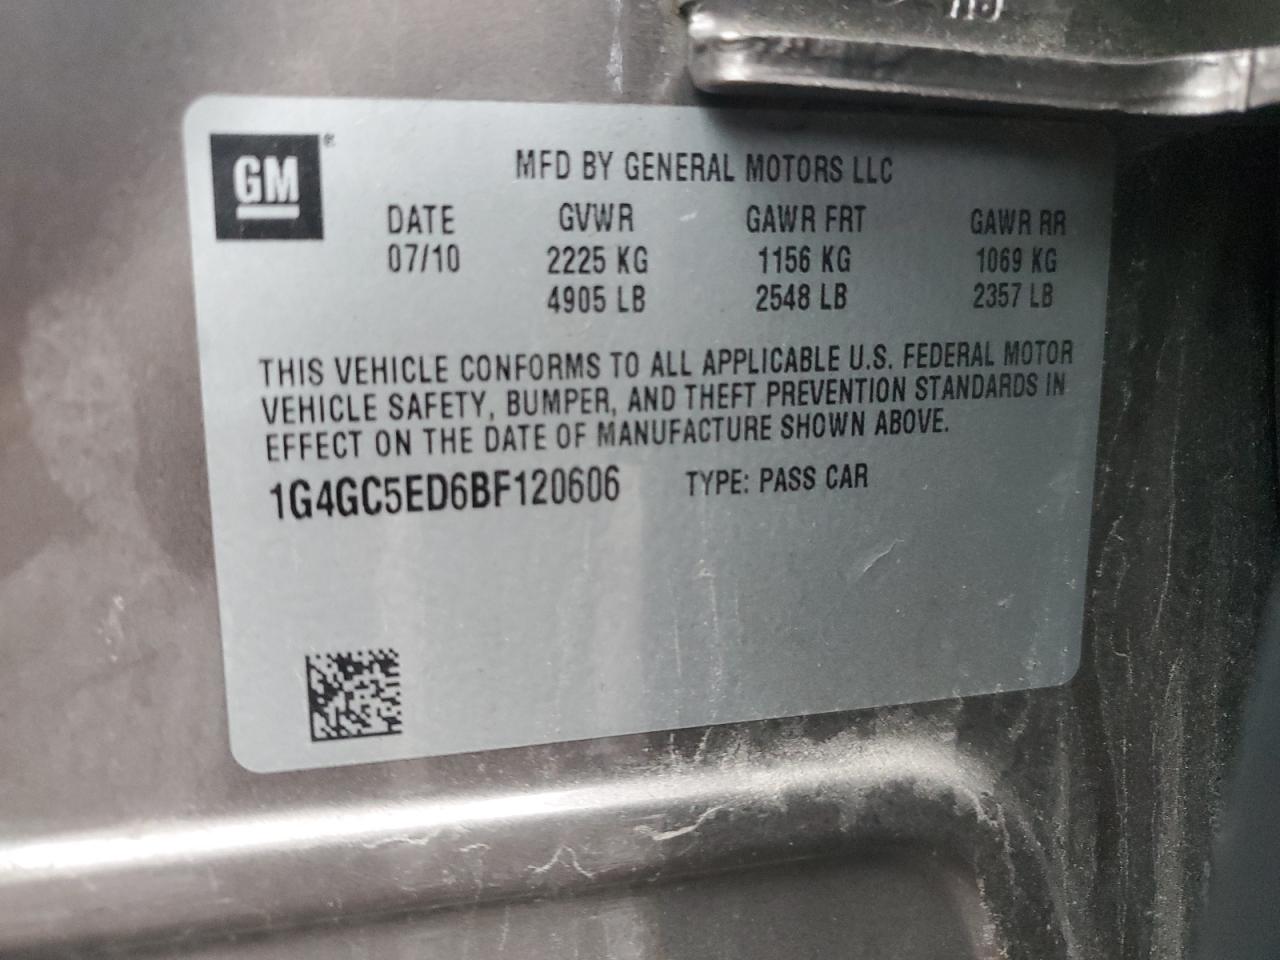 GM®
MFD BY GENERAL MOTORS LLC
DATE GVWR GAWR FRT GAWR RR
07/10 2225 KG 1156 KG 1069 KG
4905 LB 2548 LB 2357 LB
THIS VEHICLE CONFORMS TO ALL APPLICABLE U.S. FEDERAL MOTOR
VEHICLE SAFETY, BUMPER, AND THEFT PREVENTION STANDARDS IN
EFFECT ON THE DATE OF MANUFACTURE SHOWN ABOVE.
1G4GC5ED6BF120606 TYPE: PASS CAR